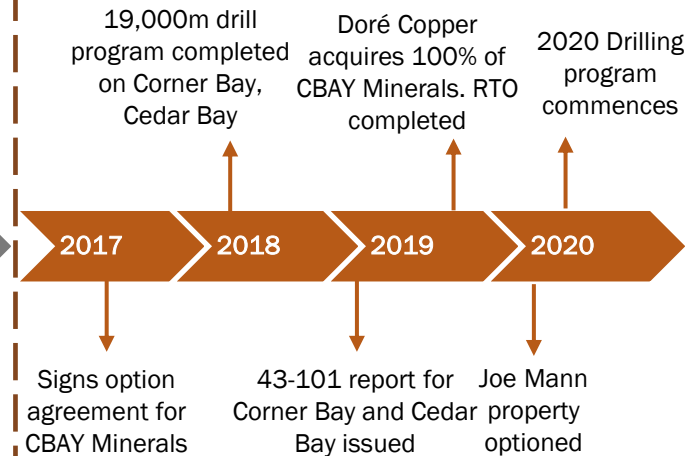 19,000m drill
program completed
on Corner Bay,
Cedar Bay
Doré Copper
acquires 100% of
CBAY Minerals. RTO
completed
2020 Drilling
program
commences
2017
2018
2019
2020
Signs option
agreement for
CBAY Minerals
43-101 report for
Corner Bay and Cedar
Bay issued
Joe Mann
property
optioned